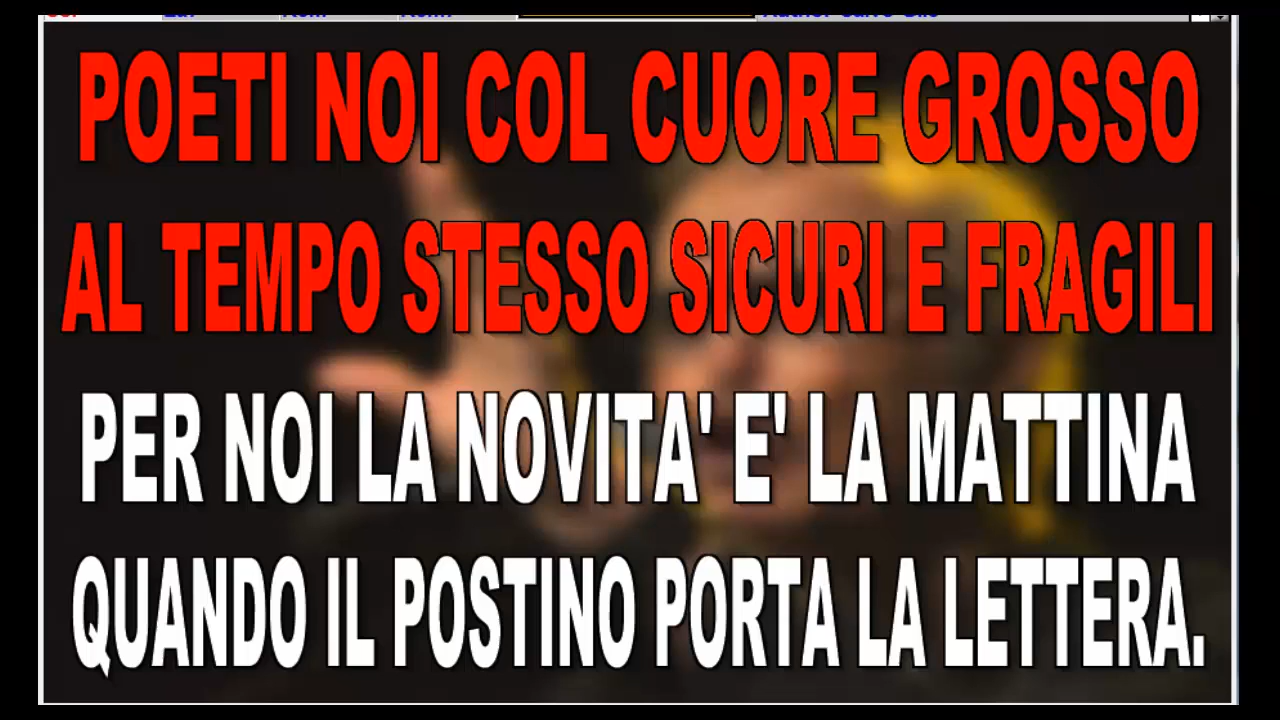 POETI NOI COL CUORE GROSSO
AL TEMPO STESSO SICURI E FRAGILI
PER NOI LA NOVITA' E' LA MATTINA
QUANDO IL POSTINO PORTA LA LETTERA.